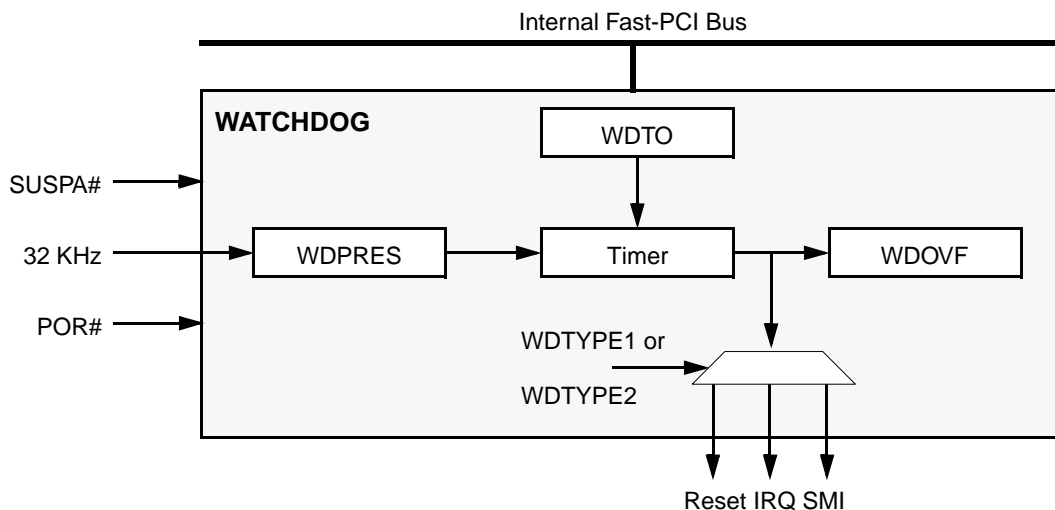 Internal Fast-PCI Bus
WATCHDOG
WDTO
SUSPA#
32 KHz
WDPRES
Timer
WDOVF
POR#
WDTYPE1 or
WDTYPE2
Reset IRQ SMI